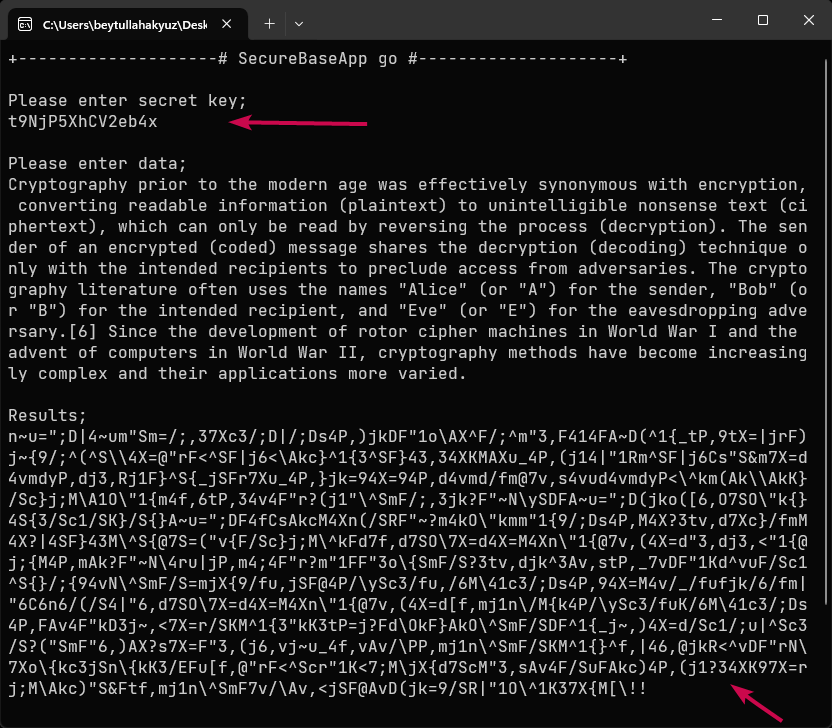 C:\Users\beytullahakyuz\Desk
+--------------------# SecureBaseApp go #--------------------+
Please enter secret key;
t9NjP5XhCV2eb4x
Please enter data;
Cryptography prior to the modern age was effectively synonymous with encryption,
 converting readable information (plaintext) to unintelligible nonsense text (ci
phertext), which can only be read by reversing the process (decryption). The sen
der of an encrypted (coded) message shares the decryption (decoding) technique o
nly with the intended recipients to preclude access from adversaries. The crypto
graphy literature often uses the names "Alice" (or "A") for the sender, "Bob" (o
r "B") for the intended recipient, and "Eve" (or "E") for the eavesdropping adve
rsary.[6] Since the development of rotor cipher machines in World War I and the
advent of computers in World War II, cryptography methods have become increasing
ly complex and their applications more varied.
Results;
n~u=";D|4~um"Sm=/;,37Xc3/;D|/;Ds4P,)jkDF"1o\AX^F/;^m"3,F414FA~D(^1{_tP,9tX=|jrF)
j~{9/;^(^S\\4X=@"rF<^SF|j6<\Akc}^1{3^SF}43,34XKMAXu_4P,(j14|"1Rm^SF|j6Cs"S&m7X=d
4vmdyP,dj3,Rj1F}^S{_jSFr7Xu_4P,}jk=94X=94P,d4vmd/fm@7v,s4vud4vmdyP<\^km(Ak\\AkK}
/Sc}j;M\A1O\"1{m4f,6tP,34v4F"r?(j1"\^SmF/;,3jk?F"~N\ySDFA~u=";D(jko([6,O7SO\"k{}
4S{3/Sc1/SK}/S{}A~u=";DF4fCsAkcM4Xn(/SRF"~?m4kO\"kmm"1{9/;Ds4P,M4X?3tv,d7Xc}/fmM
4X?|4SF}43M\^S{@7S=("v{F/Sc}j;M\^kFd7f,d7SO\7X=d4X=M4Xn\"1{@7v,(4X=d"3,dj3,<"1{@
j;{M4P,mAk?F"~N\4ru|jP,m4;4F"r?m"1FF"3o\{SmF/S?3tv,djk^3Av,stP,_7vDF"1Kd^vuF/Sc1
^S{}/;{94vN\^SmF/S=mjX{9/fu,jSF@4P/\ySc3/fu,/6M\41c3/;Ds4P,94X=M4v/_/fufjk/6/fm|
"6C6n6/(/S4|"6,d7SO\7X=d4X=M4Xn\"1{@7v,(4X=d[f,mj1n\/M{k4P/\ySc3/fuK/6M\41c3/;Ds
4P,FAv4F"kD3j~,<7X=r/SKM^1{3"kK3tP=j?Fd\OkF}AkO\^SmF/SDF^1{_j~,)4X=d/Sc1/;u|^Sc3
/S?("SmF"6,)AX?s7X=F"3,(j6,vj~u_4f,vAv/\PP,mj1n\^SmF/SKM^1{}^f,|46,@jkR<^vDF"rN\
7Xo\{kc3jSn\{kK3/EFu[f,@"rF<^Scr"1K<7;M\jX{d7ScM"3,sAv4F/SuFAkc)4P,(j1?34XK97X=r
j;M\Akc)"S&Ftf,mj1n\^SmF7v/\Av,<jSF@AvD(jk=9/SR|"1O\^1K37X{M[\!!